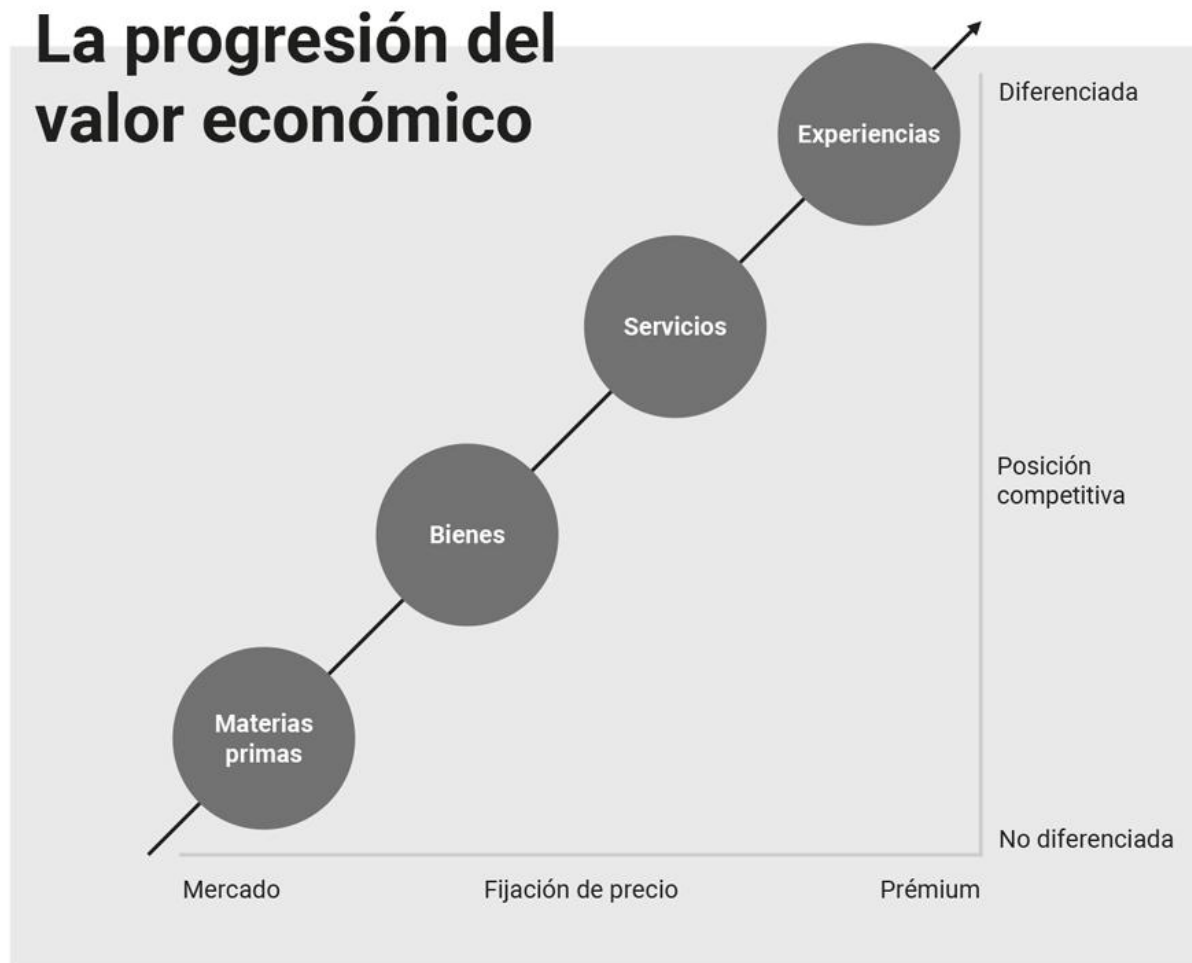 La progresión del
valor económico
Diferenciada
Experiencias
Servicios
Posición
competitiva
Bienes
Materias
primas
No diferenciada
Mercado
Fijación de precio
Prémium